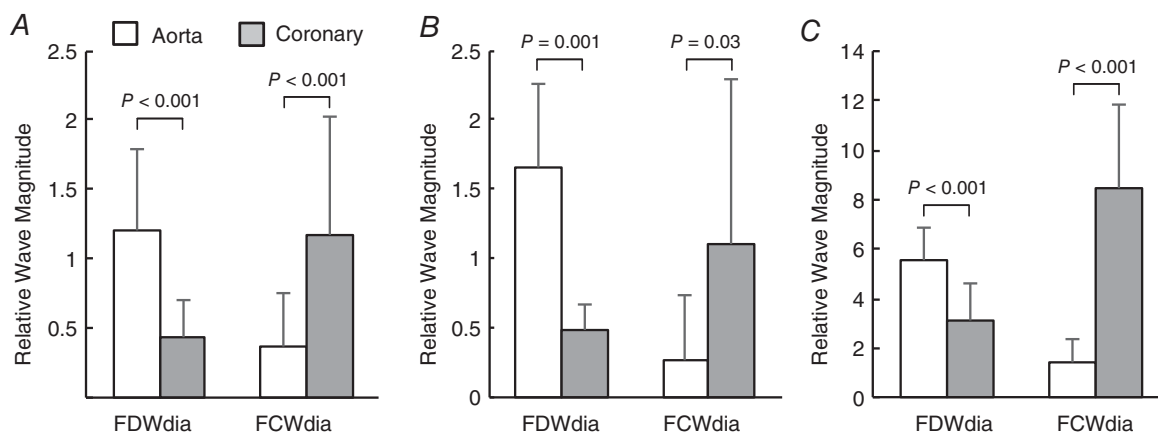 A
Aorta
Coronary
2.5
2
1.5
1
0.5
Relative Wave Magnitude
P < 0.001
P < 0.001
FDWdia
FCWdia
B
2.5
2
1.5
1
0.5
0
Relative Wave Magnitude
P = 0.001
P = 0.03
FDWdia
FCWdia
C
14
12
10
8
6
4
2
0
Relative Wave Magnitude
P < 0.001
P < 0.001
FDWdia
FCWdia